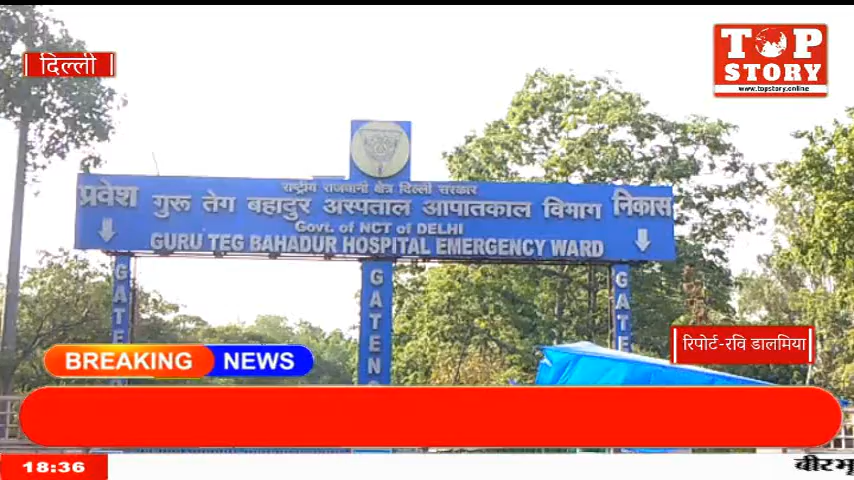 दिल्ली
TOP
STORY
www.topstory.online
राष्ट्रीय राजधानी क्षेत्र दिल्ली सरकार
प्रवेश
गुरू तेग बहादुर अस्पताल आपातकाल विभाग
निकास
Govt. of NCT of DELHI
GURU TEG BAHADUR HOSPITAL EMERGENCY WARD
GATE
GATE NO
GATE
रिपोर्ट-रवि डालमिया
BREAKING NEWS
18:36